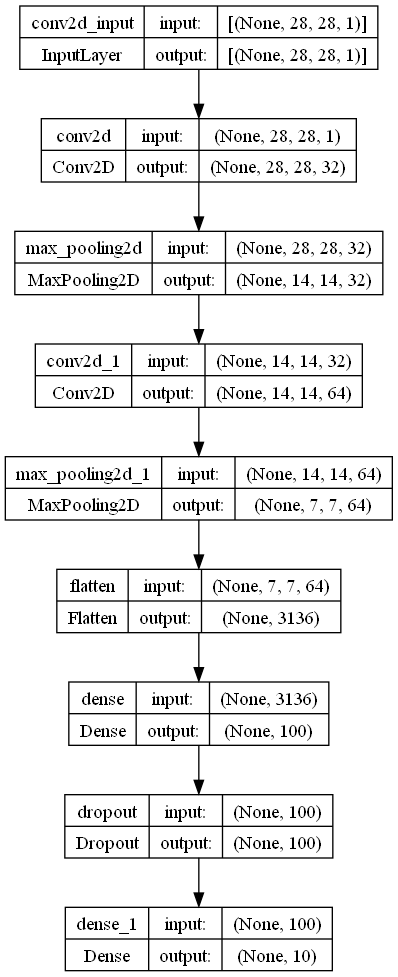 conv2d_input input: [(None, 28, 28, 1)]
InputLayer output: [(None, 28, 28, 1)]
conv2d input: (None, 28, 28, 1)
Conv2D output: (None, 28, 28, 32)
max_pooling2d input: (None, 28, 28, 32)
MaxPooling2D output: (None, 14, 14, 32)
conv2d_1 input: (None, 14, 14, 32)
Conv2D output: (None, 14, 14, 64)
max_pooling2d_1 input: (None, 14, 14, 64)
MaxPooling2D output: (None, 7, 7, 64)
flatten input: (None, 7, 7, 64)
Flatten output: (None, 3136)
dense input: (None, 3136)
Dense output: (None, 100)
dropout input: (None, 100)
Dropout output: (None, 100)
dense_1 input: (None, 100)
Dense output: (None, 10)